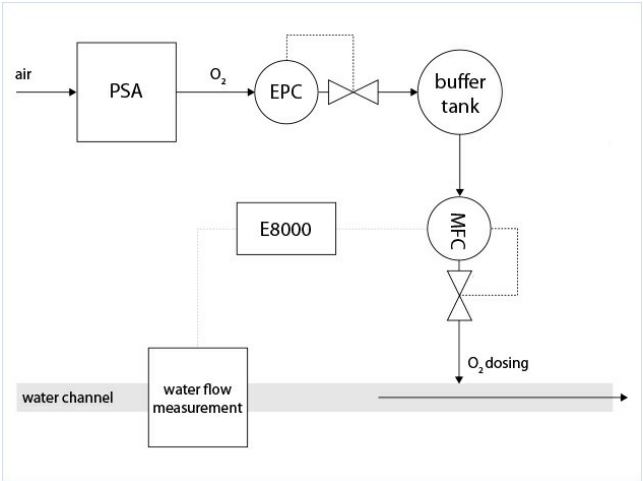 air
PSA
O₂
EPC
buffer
tank
E8000
MFC
O₂ dosing
water channel
water flow
measurement